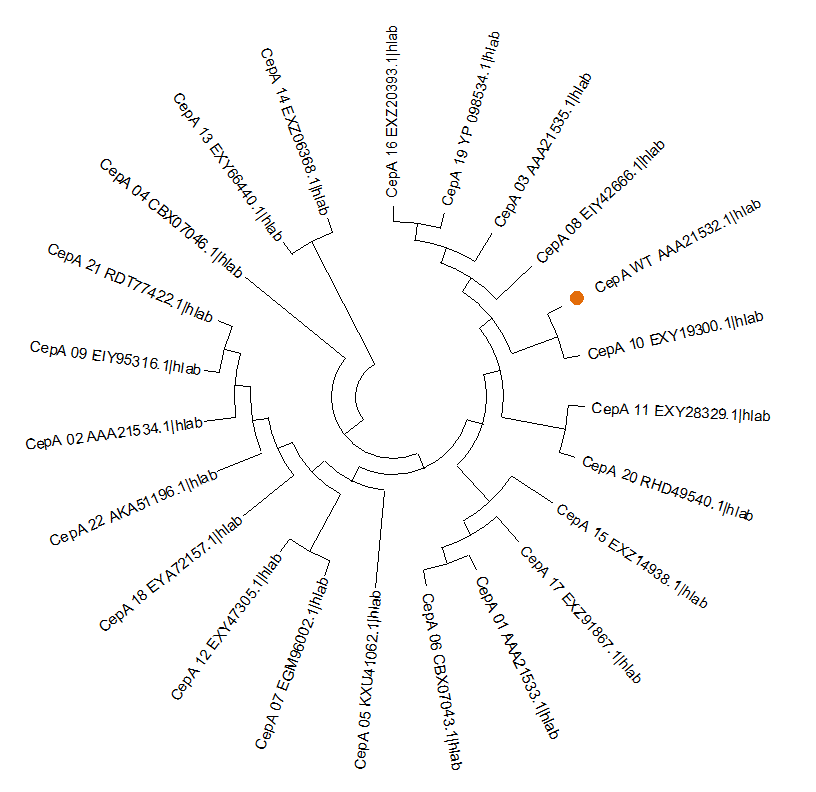 CepA 16 EXZ20393.1|hlab
CepA 19 YP 098534.1|hlab
CepA 03 AAA21535.1|hlab
CepA 08 EIY42666.1|hlab
CepA WT AAA21532.1|hlab
CepA 10 EXY19300.1|hlab
CepA 11 EXY28329.1|hlab
CepA 20 RHD49540.1|hlab
CepA 15 EXZ14938.1|hlab
CepA 17 EXZ91867.1|hlab
CepA 01 AAA21533.1|hlab
CepA 06 CBX07043.1|hlab
CepA 05 KXU41062.1|hlab
CepA 07 EGM96002.1|hlab
CepA 12 EXY47305.1|hlab
CepA 18 EYA72157.1|hlab
CepA 22 AKA51196.1|hlab
CepA 02 AAA21534.1|hlab
CepA 09 EIY95316.1|hlab
CepA 21 RDT77422.1|hlab
CepA 04 CBX07046.1|hlab
CepA 13 EXY66440.1|hlab
CepA 14 EXZ06368.1|hlab